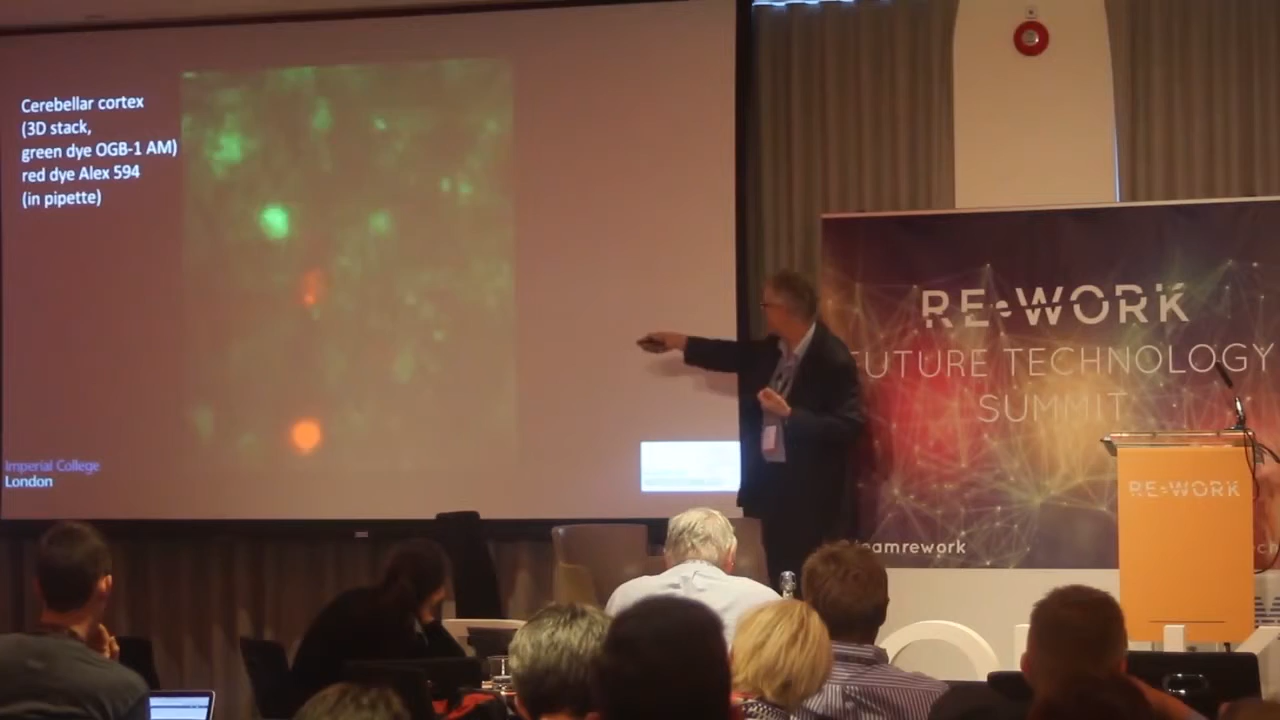 Cerebellar cortex
(3D stack,
green dye OGB-1 AM)
red dye Alex 594
(in pipette)
Imperial College
London
RE•WORK
FUTURE TECHNOLOGY
SUMMIT
teamrework
RE•WORK